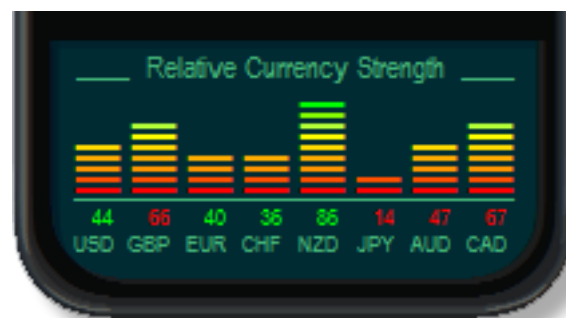 Relative Currency Strength
44 66 40 36 86 14 47 67
USD GBP EUR CHF NZD JPY AUD CAD